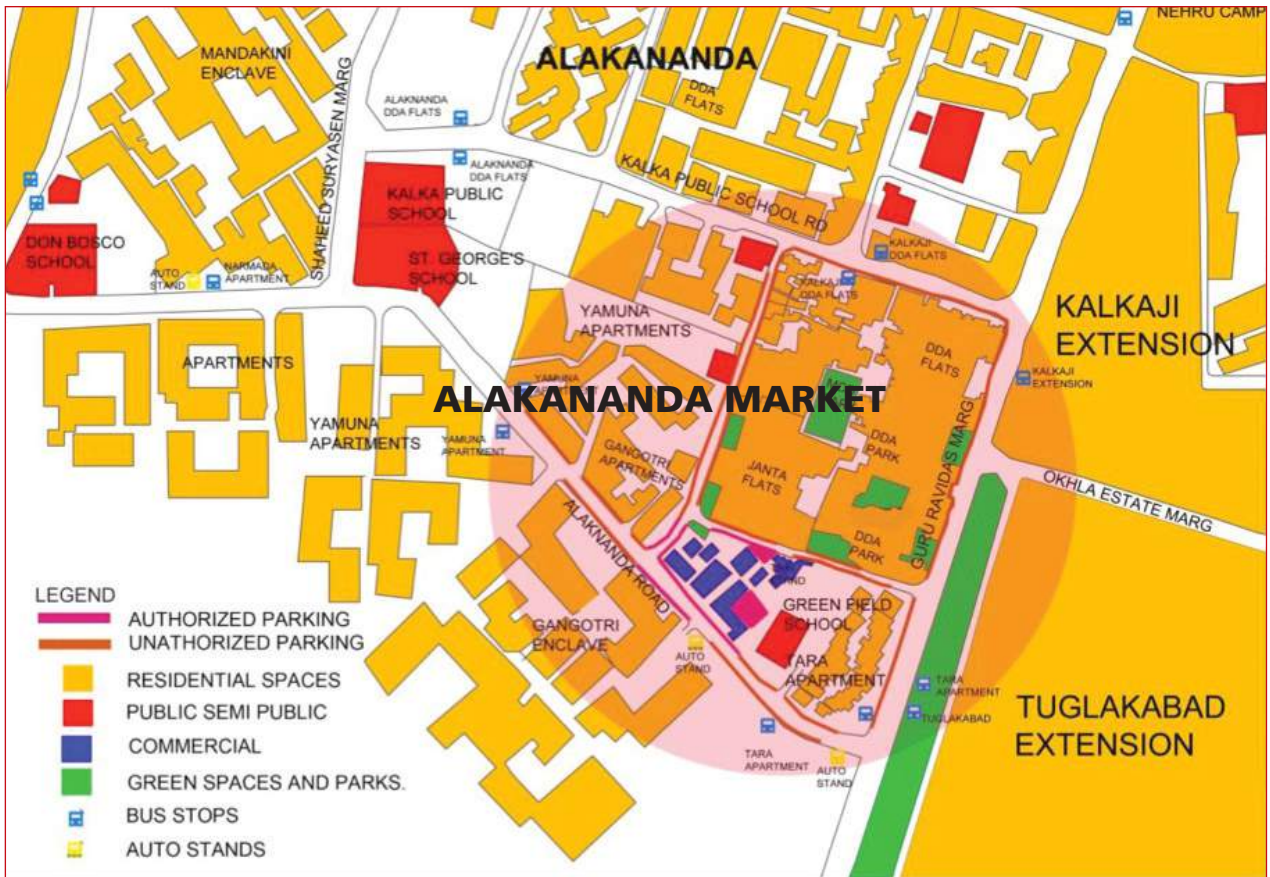 NEHRU CAMP
MANDAKINI
ENCLAVE
ALAKANANDA
SHAHEED SURYASEN MARG
ALAKNANDA
DDA FLATS
DDA
FLATS
ALAKNANDA
DDA FLATS
KALKA PUBLIC SCHOOL RD
KALKA PUBLIC
SCHOOL
DON BOSCO
SCHOOL
ST. GEORGE'S
SCHOOL
AUTO
STAND
NARMADA
APARTMENT
KALKAJI
DDA FLATS
KALKAJI
DDA FLATS
KALKAJI
EXTENSION
YAMUNA
APARTMENTS
DDA
FLATS
APARTMENTS
KALKAJI
EXTENSION
YAMUNA
APARTMENT
ALAKANANDA MARKET
YAMUNA
APARTMENTS
YAMUNA
APARTMENT
GANGOTRI
APARTMENTS
JANTA
FLATS
DDA
PARK
GURU RAVIDAS MARG
OKHLA ESTATE MARG
ALAKNANDA ROAD
DDA
PARK
STAND
GREEN FIELD
SCHOOL
GANGOTRI
ENCLAVE
AUTO
STAND
TARA
APARTMENT
TARA
APARTMENT
TUGLAKABAD
TUGLAKABAD
EXTENSION
TARA
APARTMENT
AUTO
STAND
LEGEND
AUTHORIZED PARKING
UNATHORIZED PARKING
RESIDENTIAL SPACES
PUBLIC SEMI PUBLIC
COMMERCIAL
GREEN SPACES AND PARKS.
BUS STOPS
AUTO STANDS